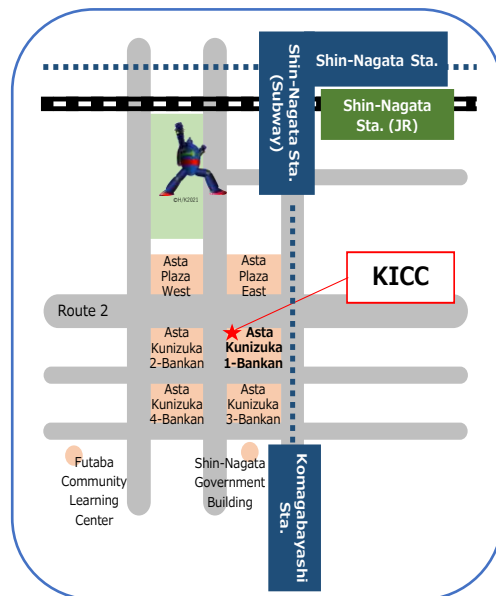 Shin-Nagata Sta.
Shin-Nagata Sta.
(Subway)
Shin-Nagata
Sta. (JR)
©H/K2021
Asta
Plaza
West
Asta
Plaza
East
KICC
Route 2
Asta
Kunizuka
2-Bankan
Asta
Kunizuka
1-Bankan
Asta
Kunizuka
4-Bankan
Asta
Kunizuka
3-Bankan
Futaba
Community
Learning
Center
Shin-Nagata
Government
Building
Komagabayashi
Sta.